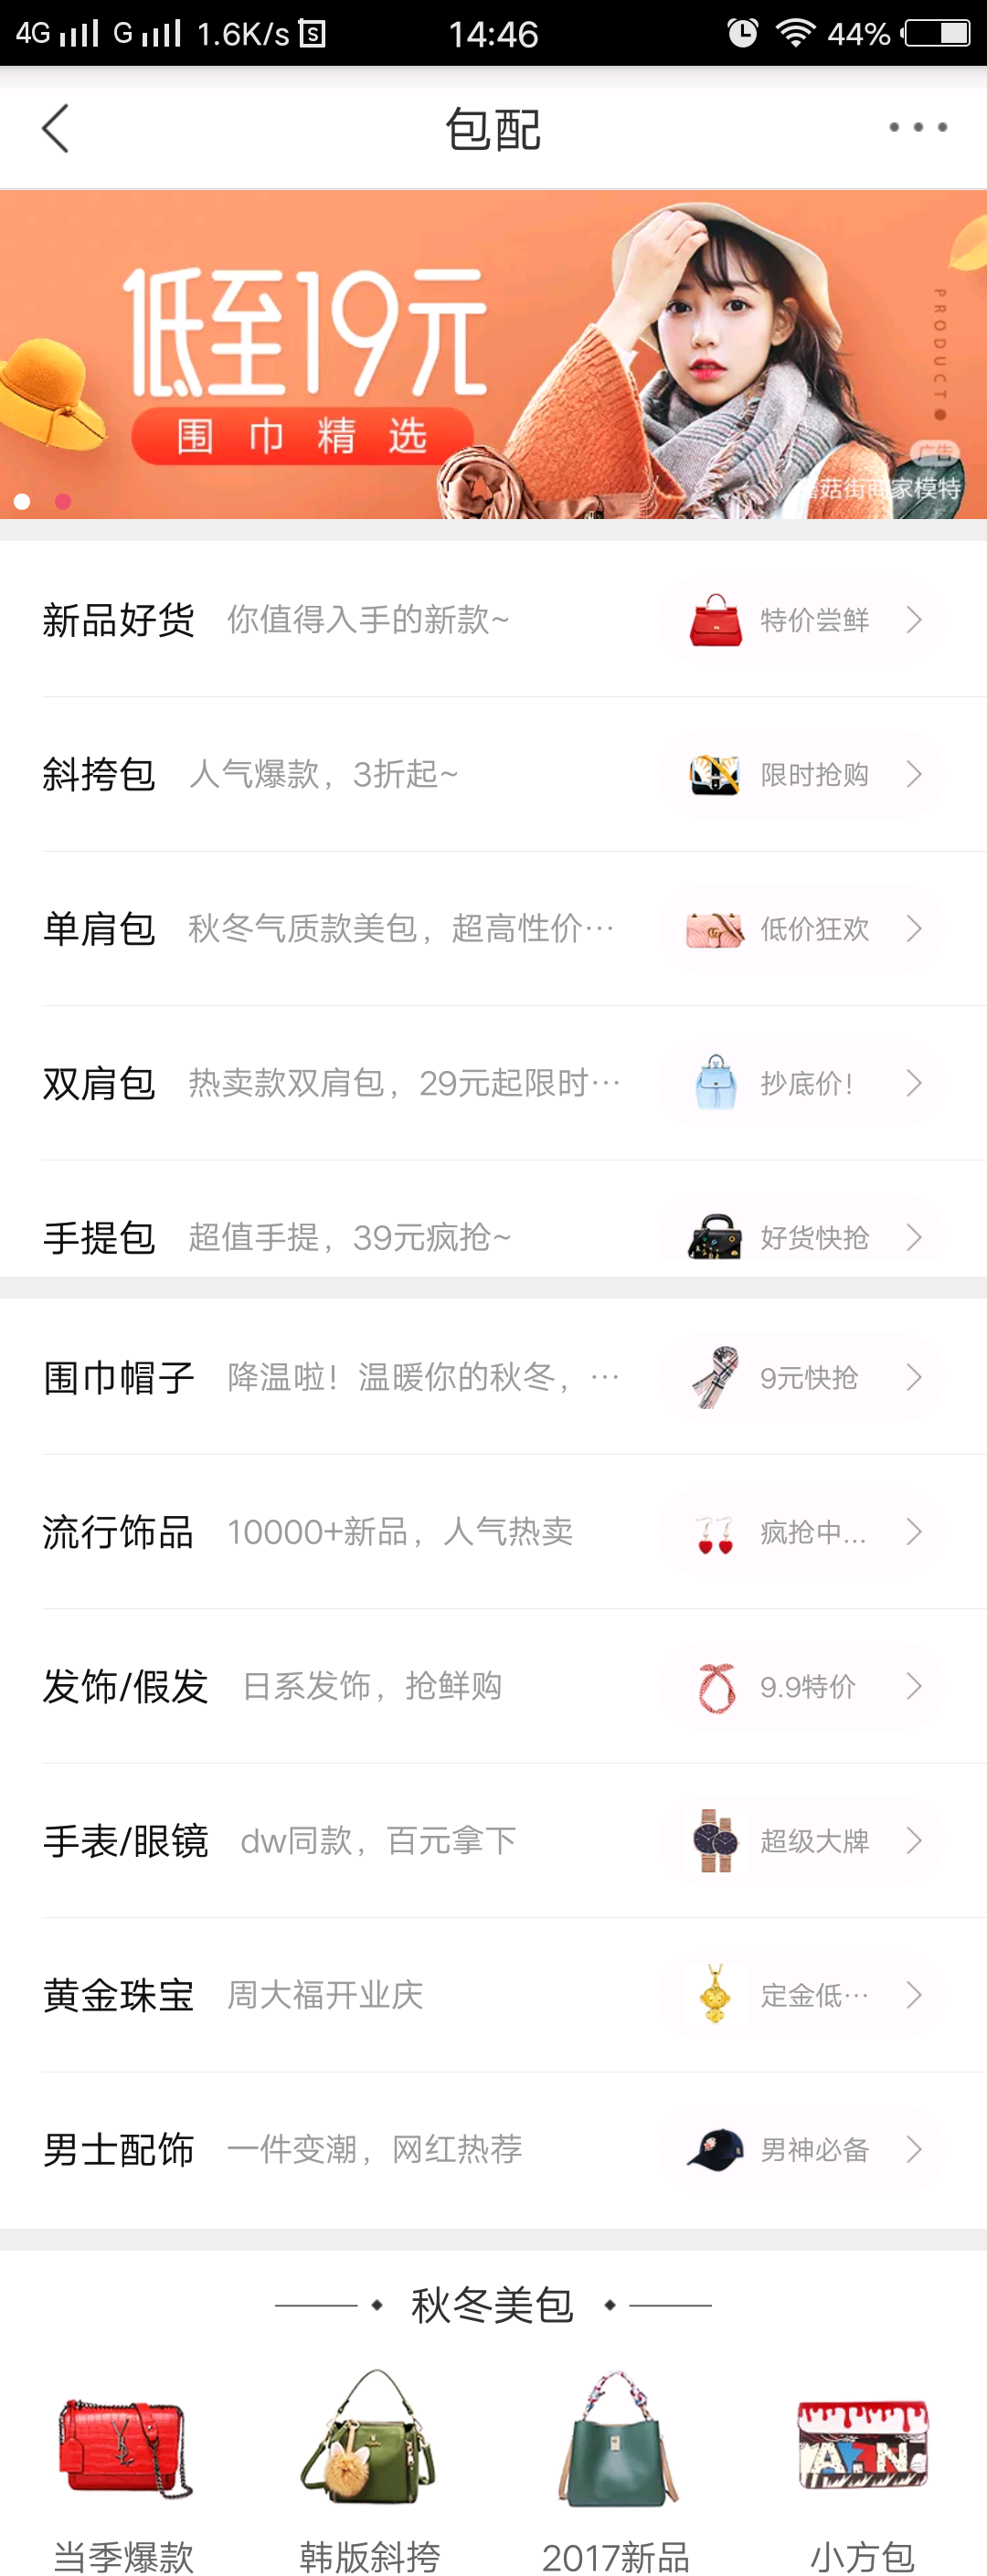 4G G 1.6K/s 14:46 44%
包配
低至19元
围巾精选
PRODUCT
广告
蘑菇街商家模特
新品好货 你值得入手的新款~ 特价尝鲜
斜挎包 人气爆款，3折起~ 限时抢购
单肩包 秋冬气质款美包，超高性价… 低价狂欢
双肩包 热卖款双肩包，29元起限时… 抄底价！
手提包 超值手提，39元疯抢~ 好货快抢
围巾帽子 降温啦！温暖你的秋冬，… 9元快抢
流行饰品 10000+新品，人气热卖 疯抢中...
发饰/假发 日系发饰，抢鲜购 9.9特价
手表/眼镜 dw同款，百元拿下 超级大牌
黄金珠宝 周大福开业庆 定金低…
男士配饰 一件变潮，网红热荐 男神必备
秋冬美包
当季爆款 韩版斜挎 2017新品 小方包